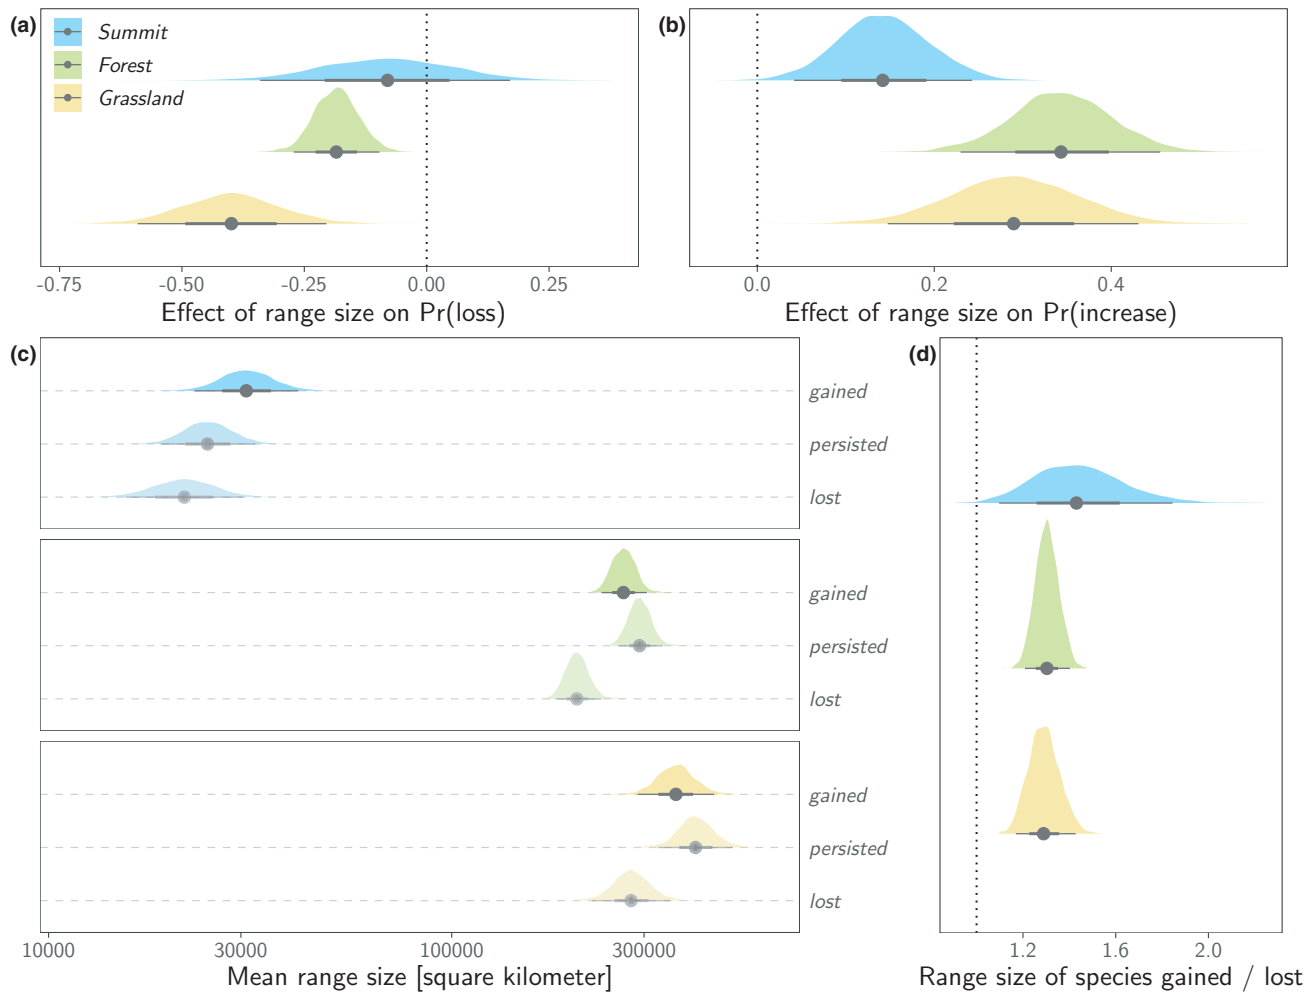 (a)
Summit
Forest
Grassland
-0.75 -0.50 -0.25 0.00 0.25
Effect of range size on Pr(loss)
(b)
0.0 0.2 0.4
Effect of range size on Pr(increase)
(c)
gained
persisted
lost
gained
persisted
lost
gained
persisted
lost
10000 30000 100000 300000
Mean range size [square kilometer]
(d)
1.2 1.6 2.0
Range size of species gained / lost